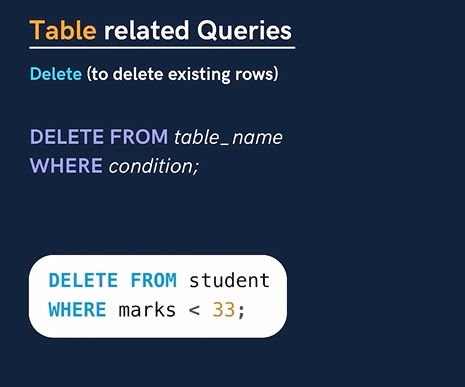 Table related Queries
Delete (to delete existing rows)
DELETE FROM table_name
WHERE condition;
DELETE FROM student
WHERE marks < 33;